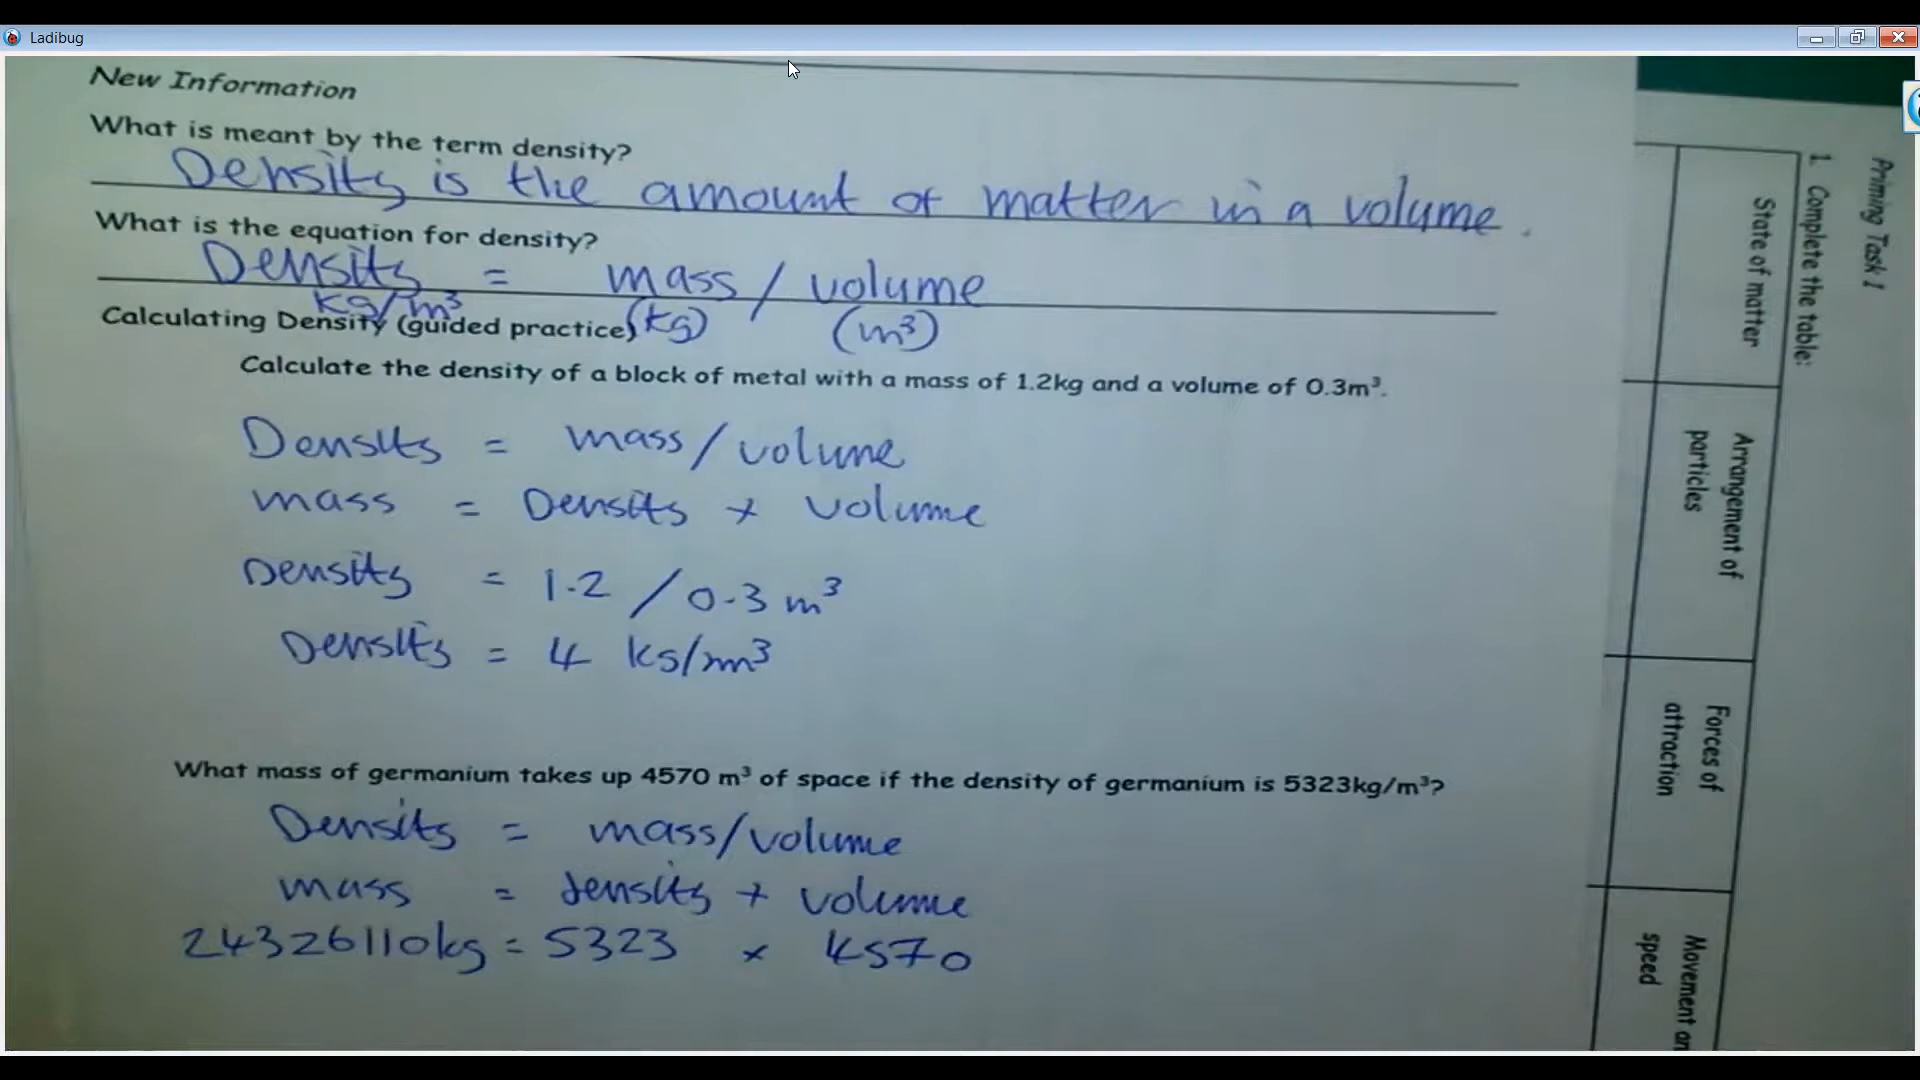 Ladibug
New Information
What is meant by the term density?
Density is the amount of matter in a volume.
What is the equation for density?
Density = mass / volume
kg/m³ (kg) (m³)
Calculating Density (guided practice)
Calculate the density of a block of metal with a mass of 1.2kg and a volume of 0.3m³.
Density = mass / volume
mass = Density × volume
Density = 1.2 / 0.3 m³
Density = 4 kg/m³
What mass of germanium takes up 4570 m³ of space if the density of germanium is 5323kg/m³?
Density = mass/volume
mass = density × volume
24326110kg = 5323 × 4570
Priming Task 1
1. Complete the table:
State of matter
Arrangement of
particles
Forces of
attraction
Movement an
speed